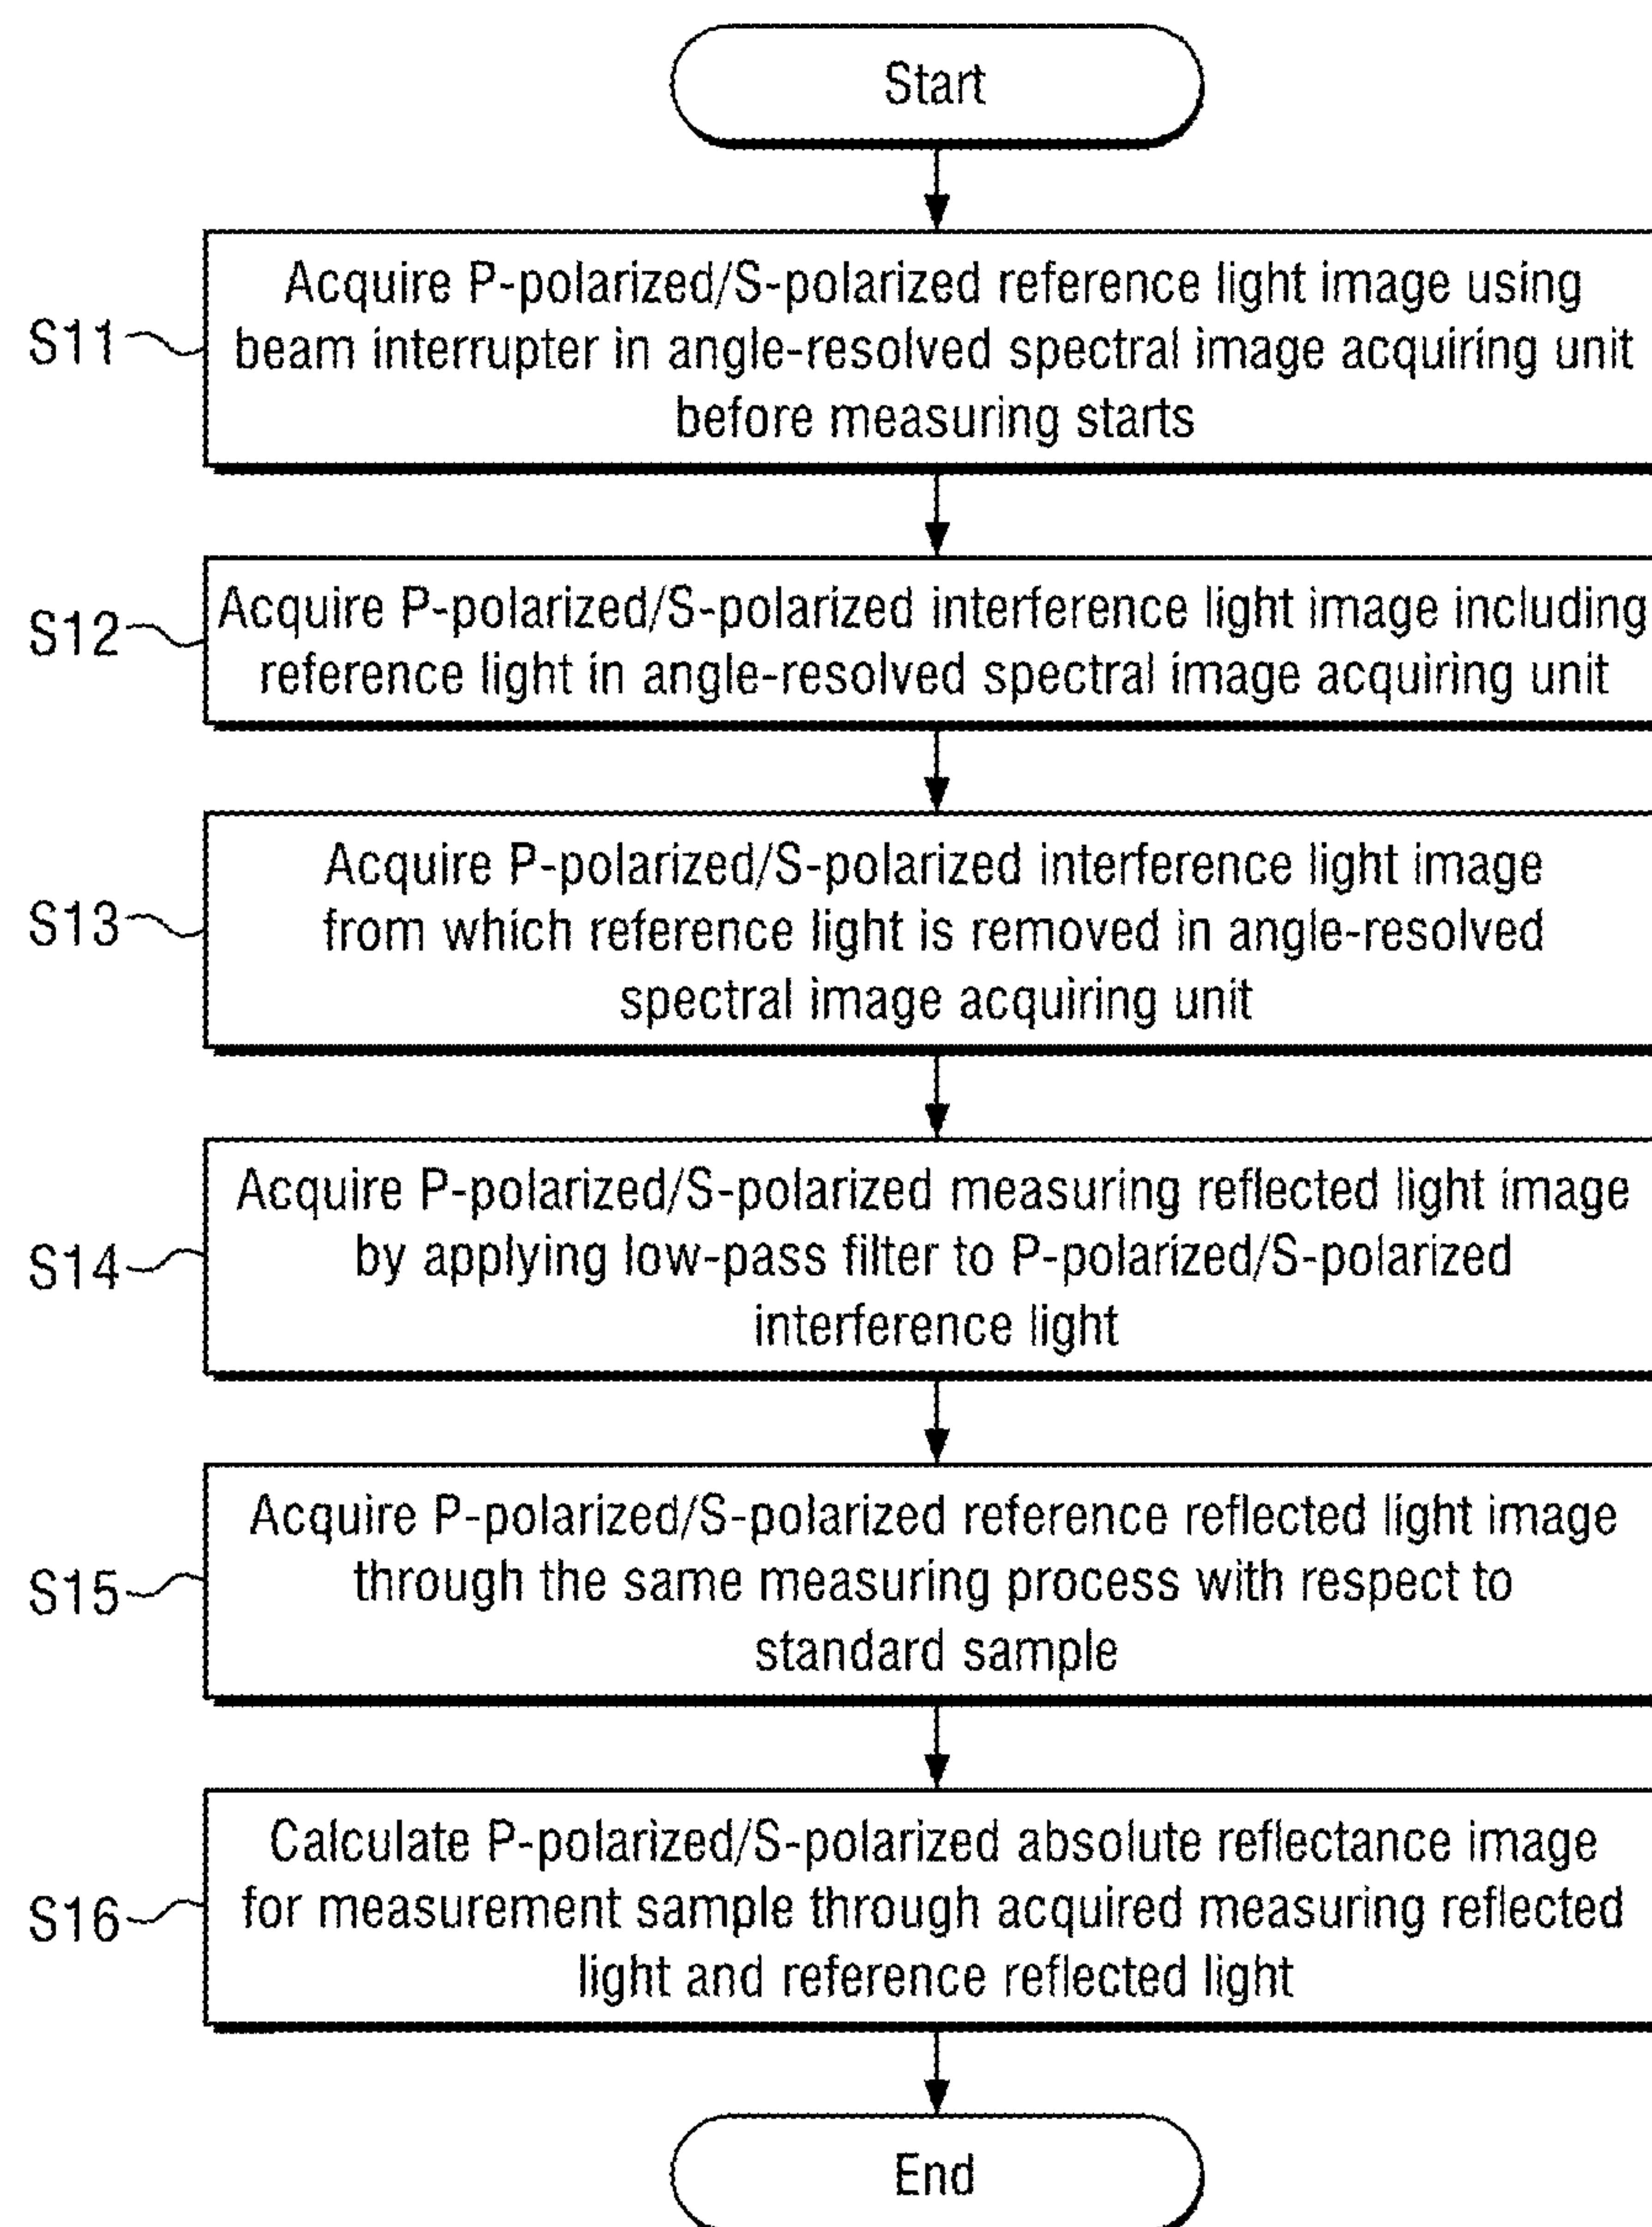 Start
S11
Acquire P-polarized/S-polarized reference light image using
beam interrupter in angle-resolved spectral image acquiring unit
before measuring starts
S12
Acquire P-polarized/S-polarized interference light image including
reference light in angle-resolved spectral image acquiring unit
S13
Acquire P-polarized/S-polarized interference light image
from which reference light is removed in angle-resolved
spectral image acquiring unit
S14
Acquire P-polarized/S-polarized measuring reflected light image
by applying low-pass filter to P-polarized/S-polarized
interference light
S15
Acquire P-polarized/S-polarized reference reflected light image
through the same measuring process with respect to
standard sample
S16
Calculate P-polarized/S-polarized absolute reflectance image
for measurement sample through acquired measuring reflected
light and reference reflected light
End